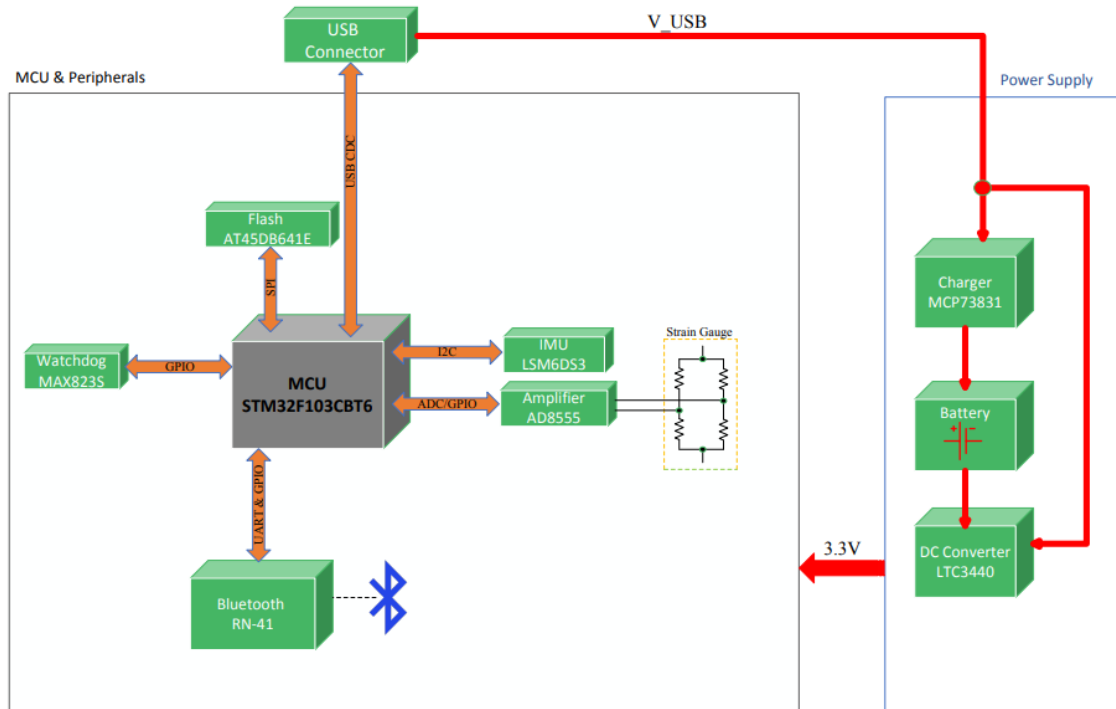 USB
Connector
V_USB
MCU & Peripherals
Power Supply
USB CDC
Flash
AT45DB641E
SPI
Charger
MCP73831
Watchdog
MAX823S
GPIO
MCU
STM32F103CBT6
I2C
IMU
LSM6DS3
Strain Gauge
ADC/GPIO
Amplifier
AD8555
Battery
+ -
UART & GPIO
3.3V
DC Converter
LTC3440
Bluetooth
RN-41